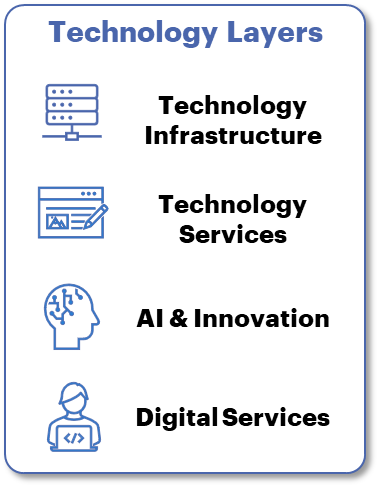 Technology Layers
Technology
Infrastructure
Technology
Services
AI & Innovation
</>
Digital Services